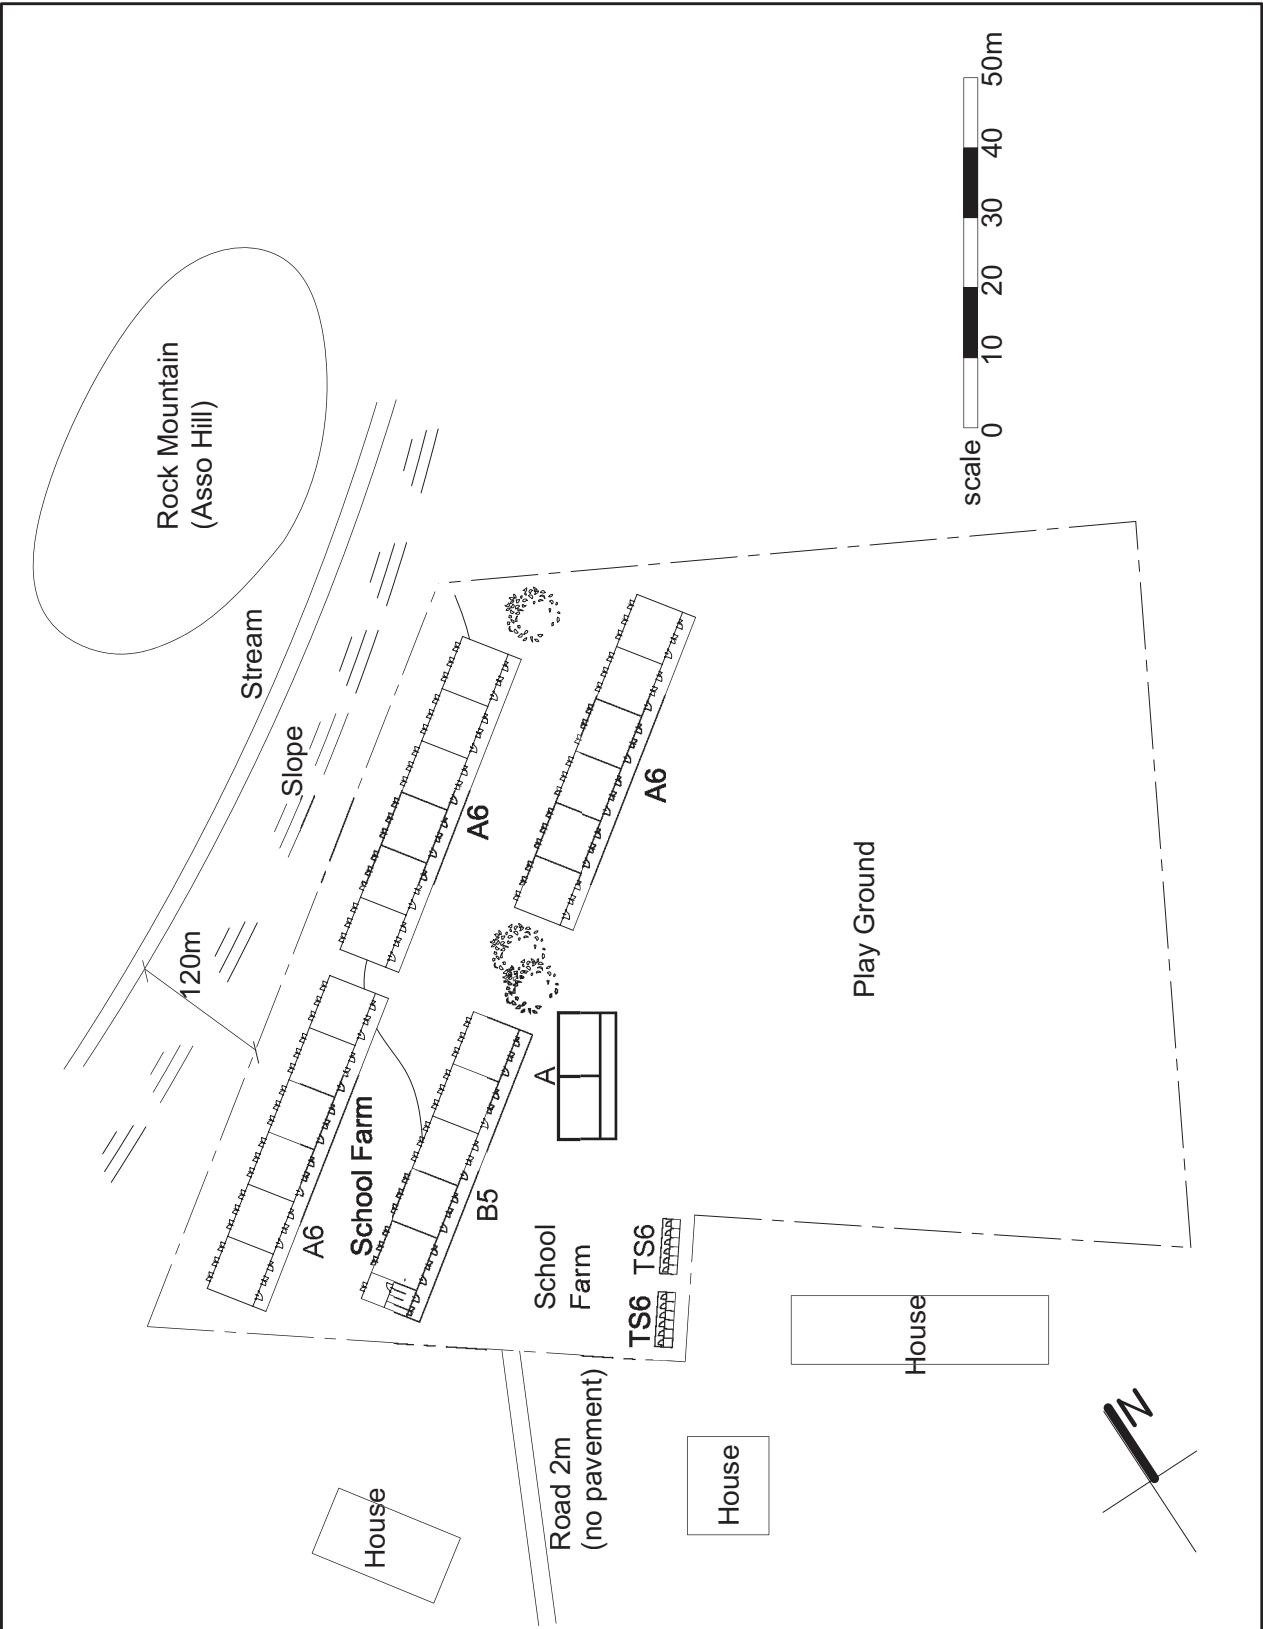 Rock Mountain
(Asso Hill)
Stream
Slope
120m
A6
A6
A6
School Farm
B5
A
School
Farm
TS6
TS6
Play Ground
House
House
House
Road 2m
(no pavement)
scale
0
10
20
30
40
50m
N